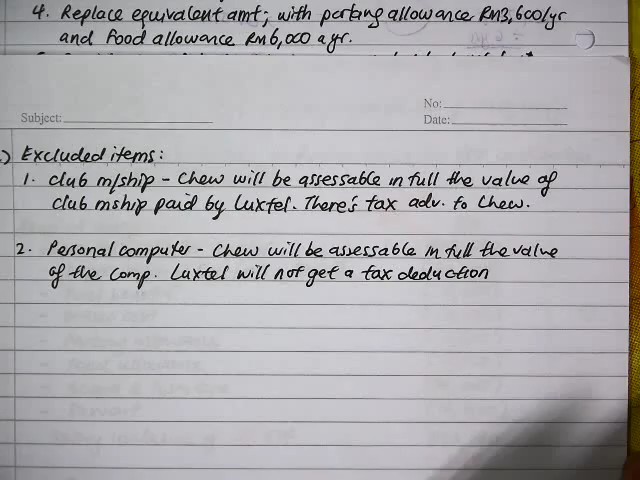 4. Replace equivalent amt; with parking allowance RM3,600/yr
and food allowance RM6,000 a yr.
No:
Subject:
Date:
) Excluded items:
1. Club m/ship - Chew will be assessable in full the value of
club mship paid by Luxtel. There's tax adv. to Chew.
2. Personal computer - Chew will be assessable in full the value
of the comp. Luxtel will not get a tax deduction